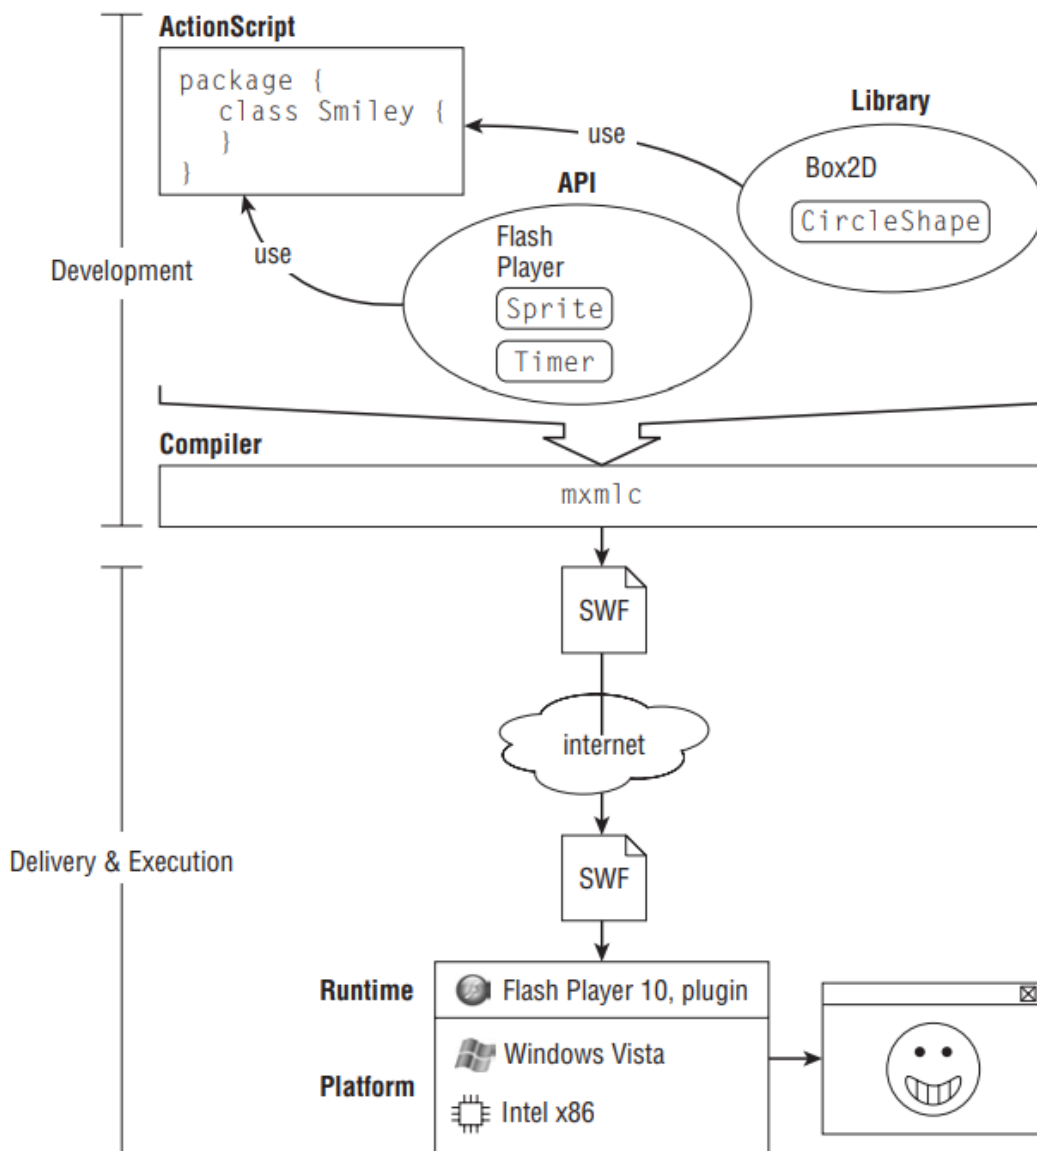 ActionScript
package {
class Smiley {
}
}
use
Library
Box2D
CircleShape
API
Flash
Player
Sprite
Timer
use
Development
Compiler
mxmlc
SWF
internet
SWF
Delivery & Execution
Runtime
Flash Player 10, plugin
Windows Vista
Platform
Intel x86